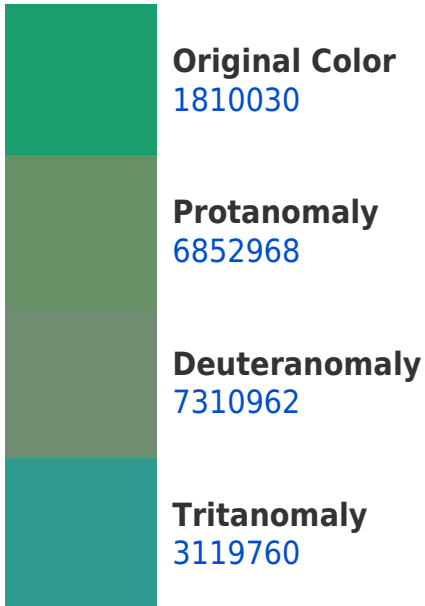 Original Color
1810030
Protanomaly
6852968
Deuteranomaly
7310962
Tritanomaly
3119760